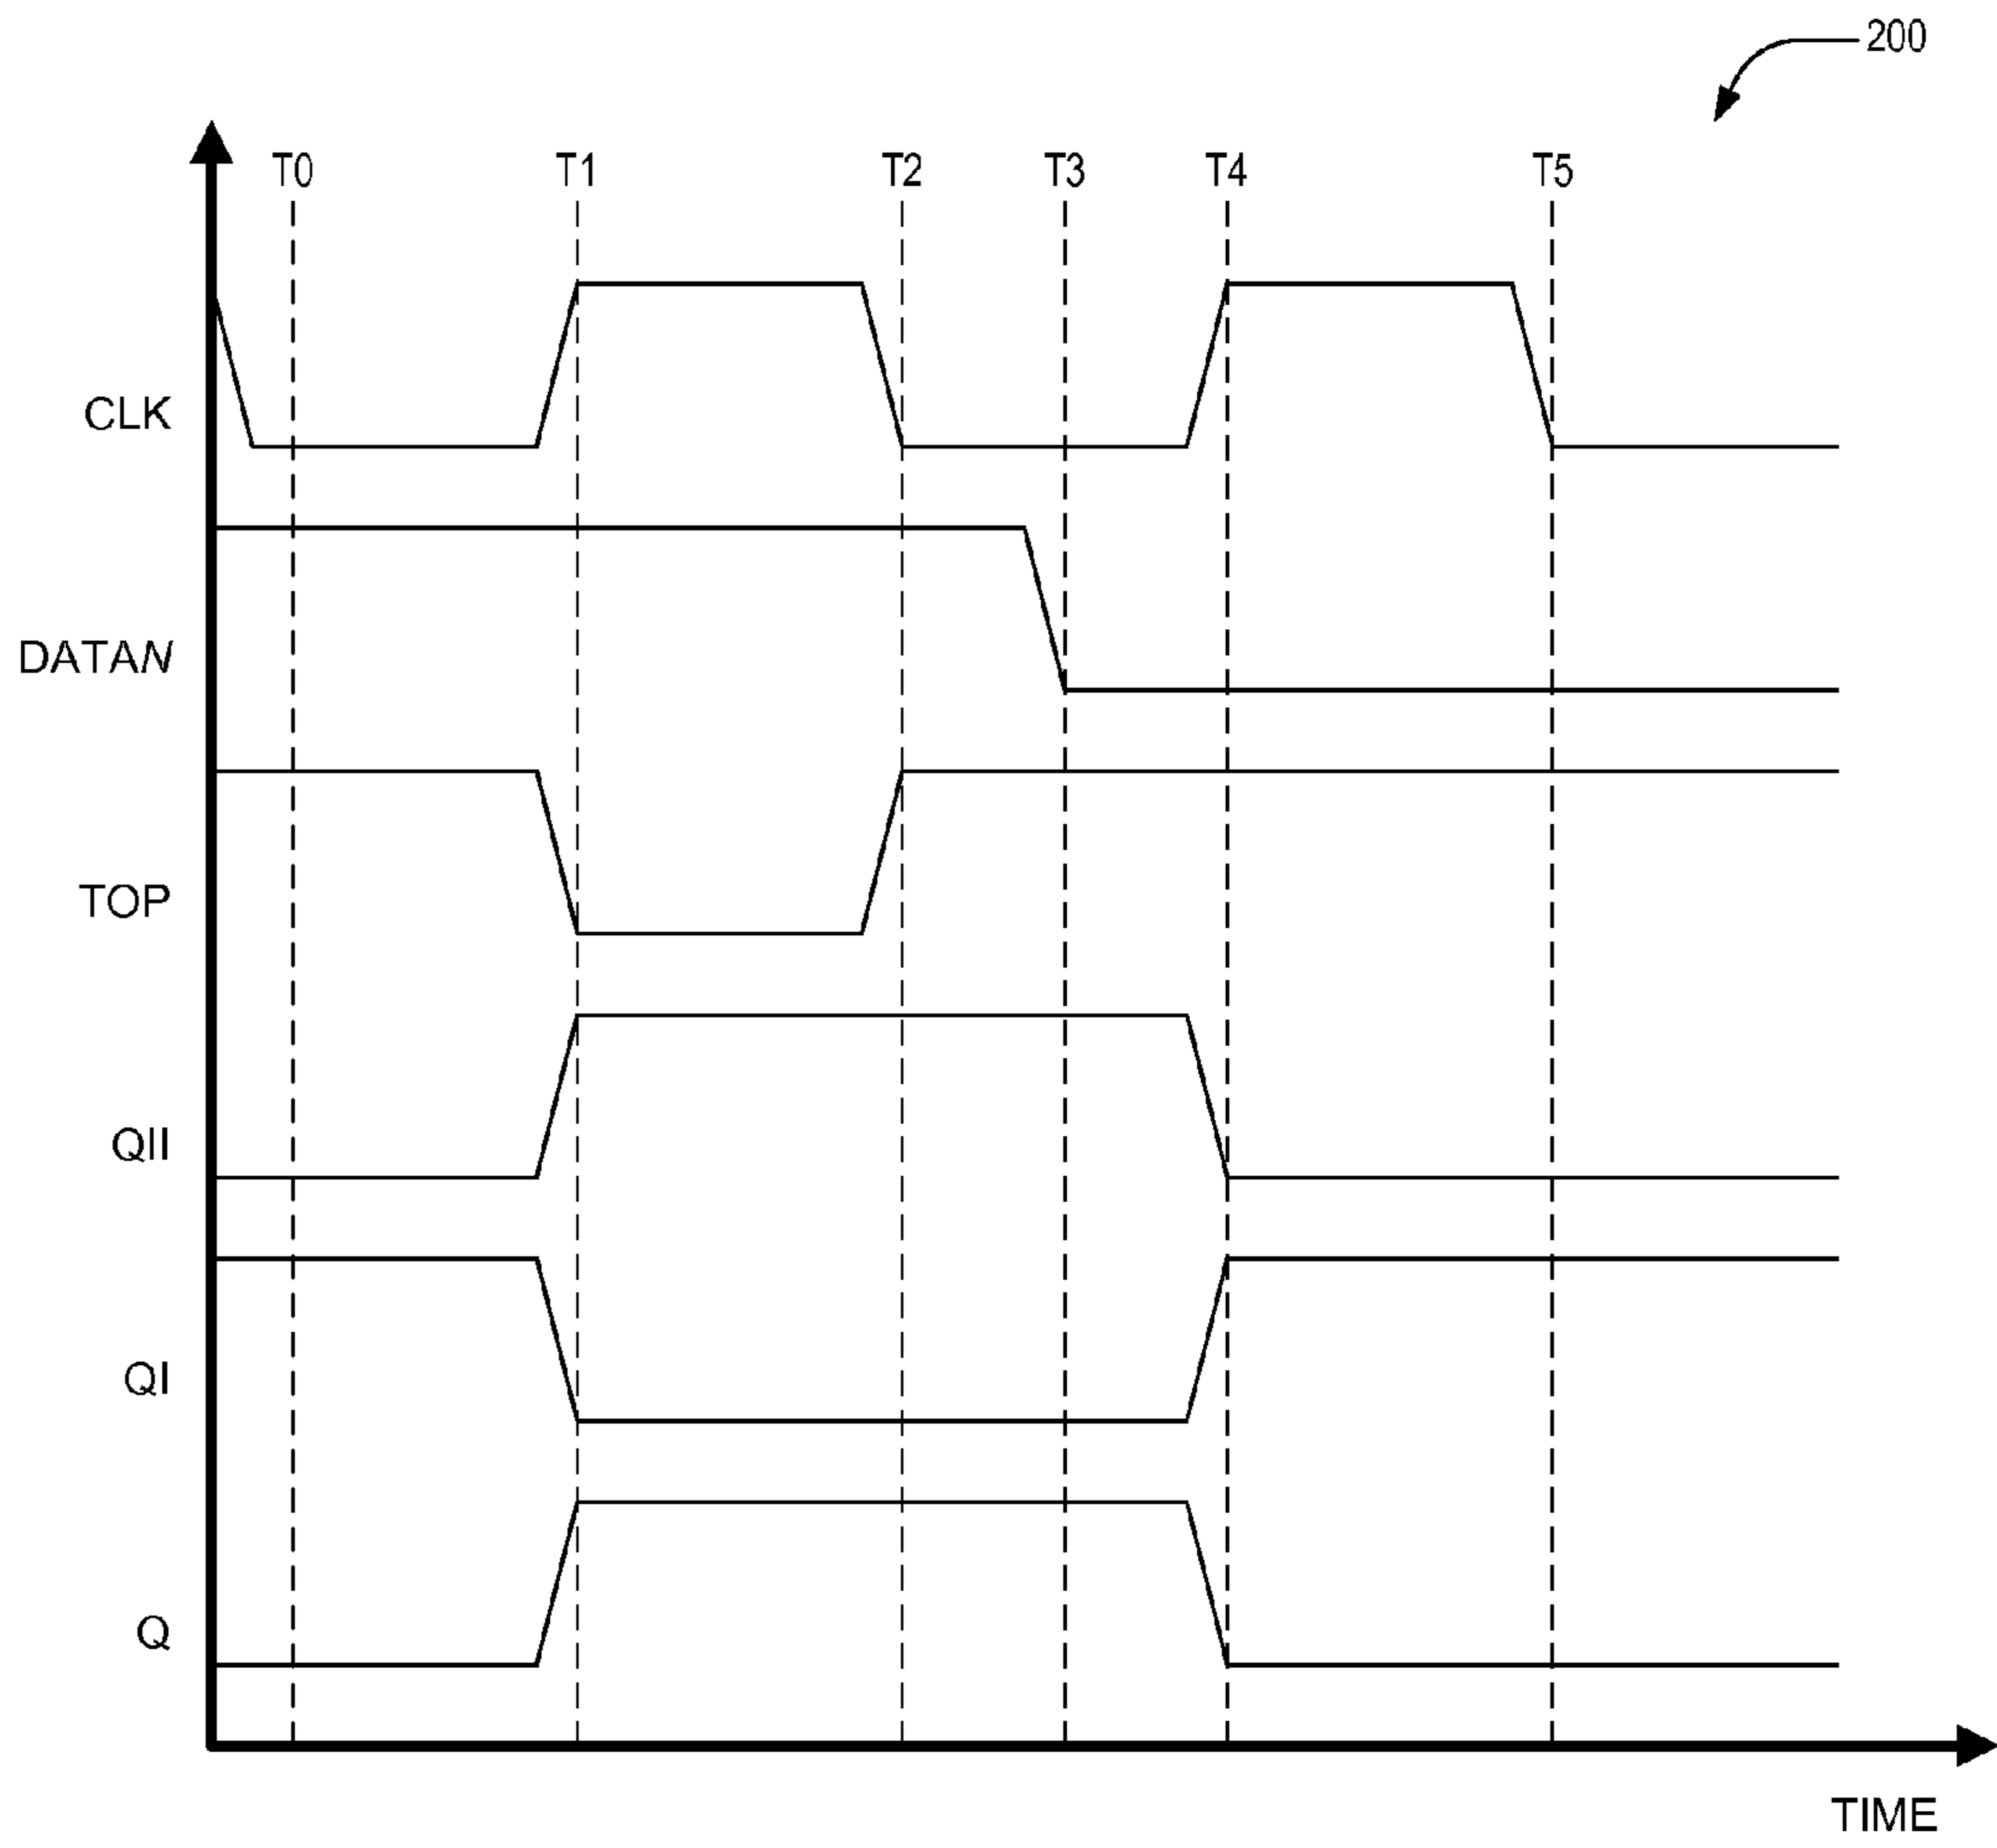 200
T0 T1 T2 T3 T4 T5
CLK
DATAN
TOP
QII
QI
Q
TIME